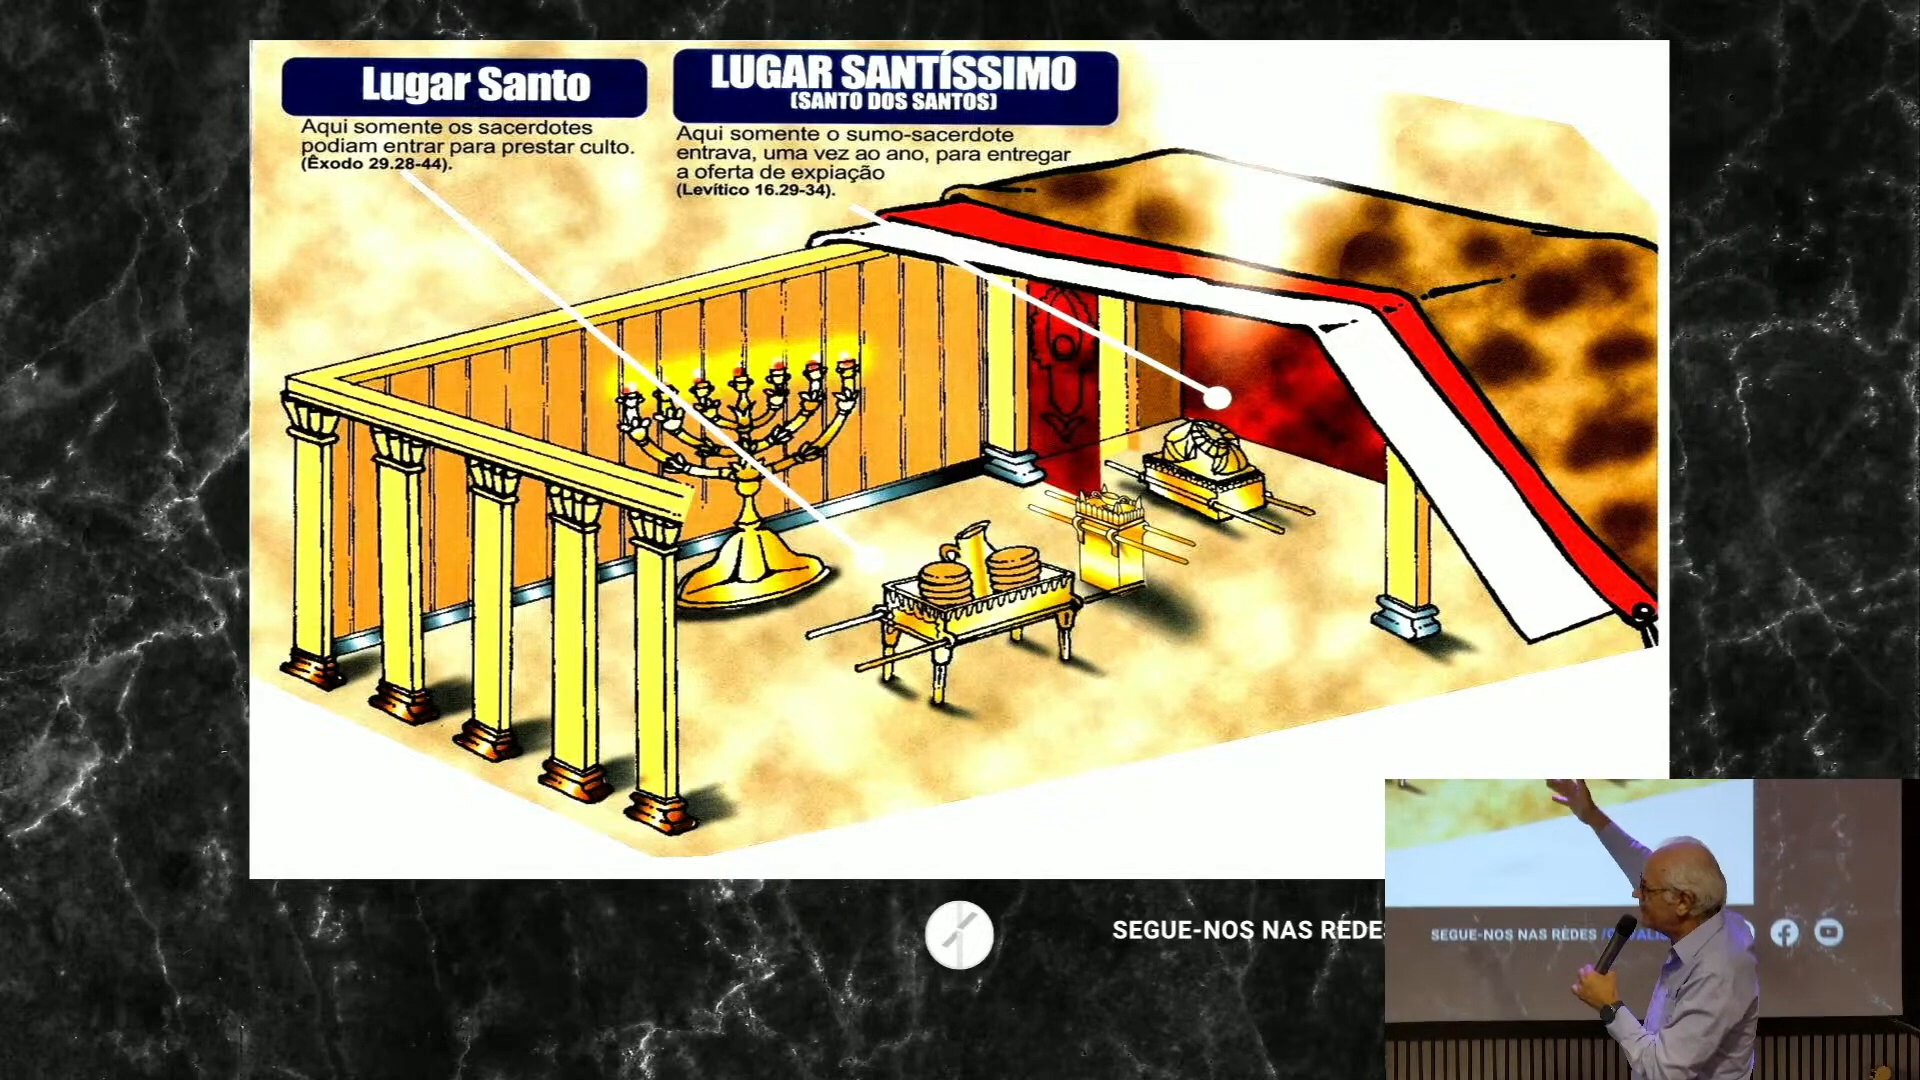 Lugar Santo
Aqui somente os sacerdotes
podiam entrar para prestar culto.
(Êxodo 29.28-44).
LUGAR SANTÍSSIMO
(SANTO DOS SANTOS)
Aqui somente o sumo-sacerdote
entrava, uma vez ao ano, para entregar
a oferta de expiação
(Levítico 16.29-34).
SEGUE-NOS NAS
SEGUE-NOS NAS REDES